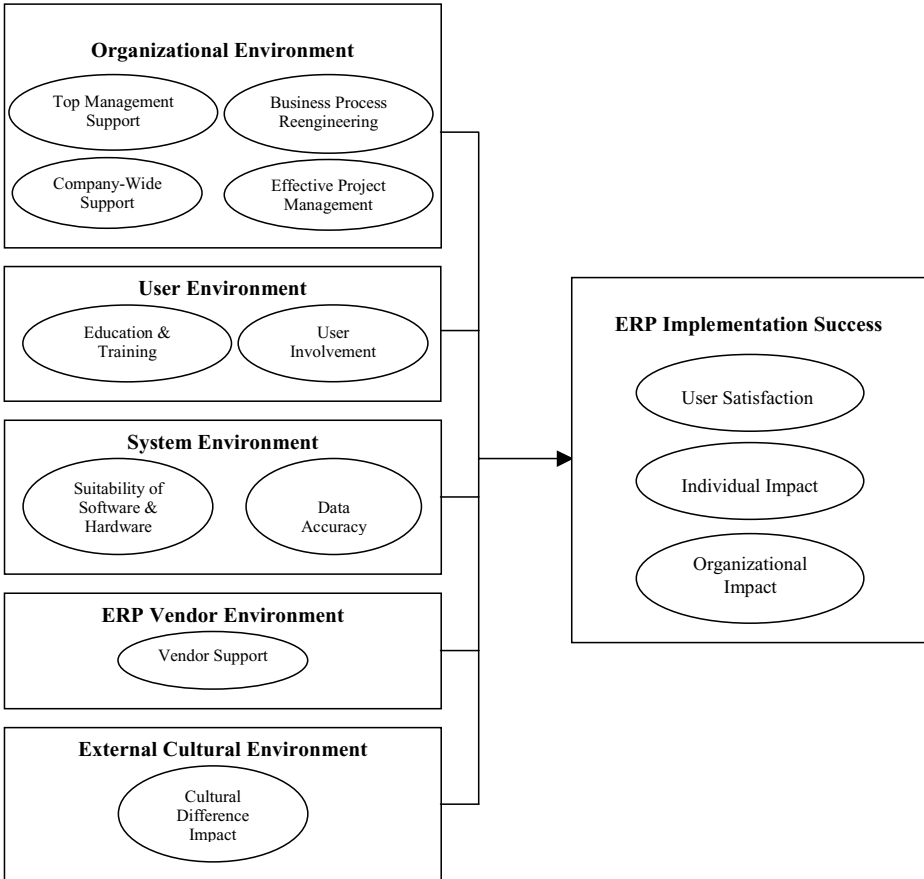 Organizational Environment
Top Management
Support
Business Process
Reengineering
Company-Wide
Support
Effective Project
Management
User Environment
Education &
Training
User
Involvement
System Environment
Suitability of
Software &
Hardware
Data
Accuracy
ERP Vendor Environment
Vendor Support
External Cultural Environment
Cultural
Difference
Impact
ERP Implementation Success
User Satisfaction
Individual Impact
Organizational
Impact